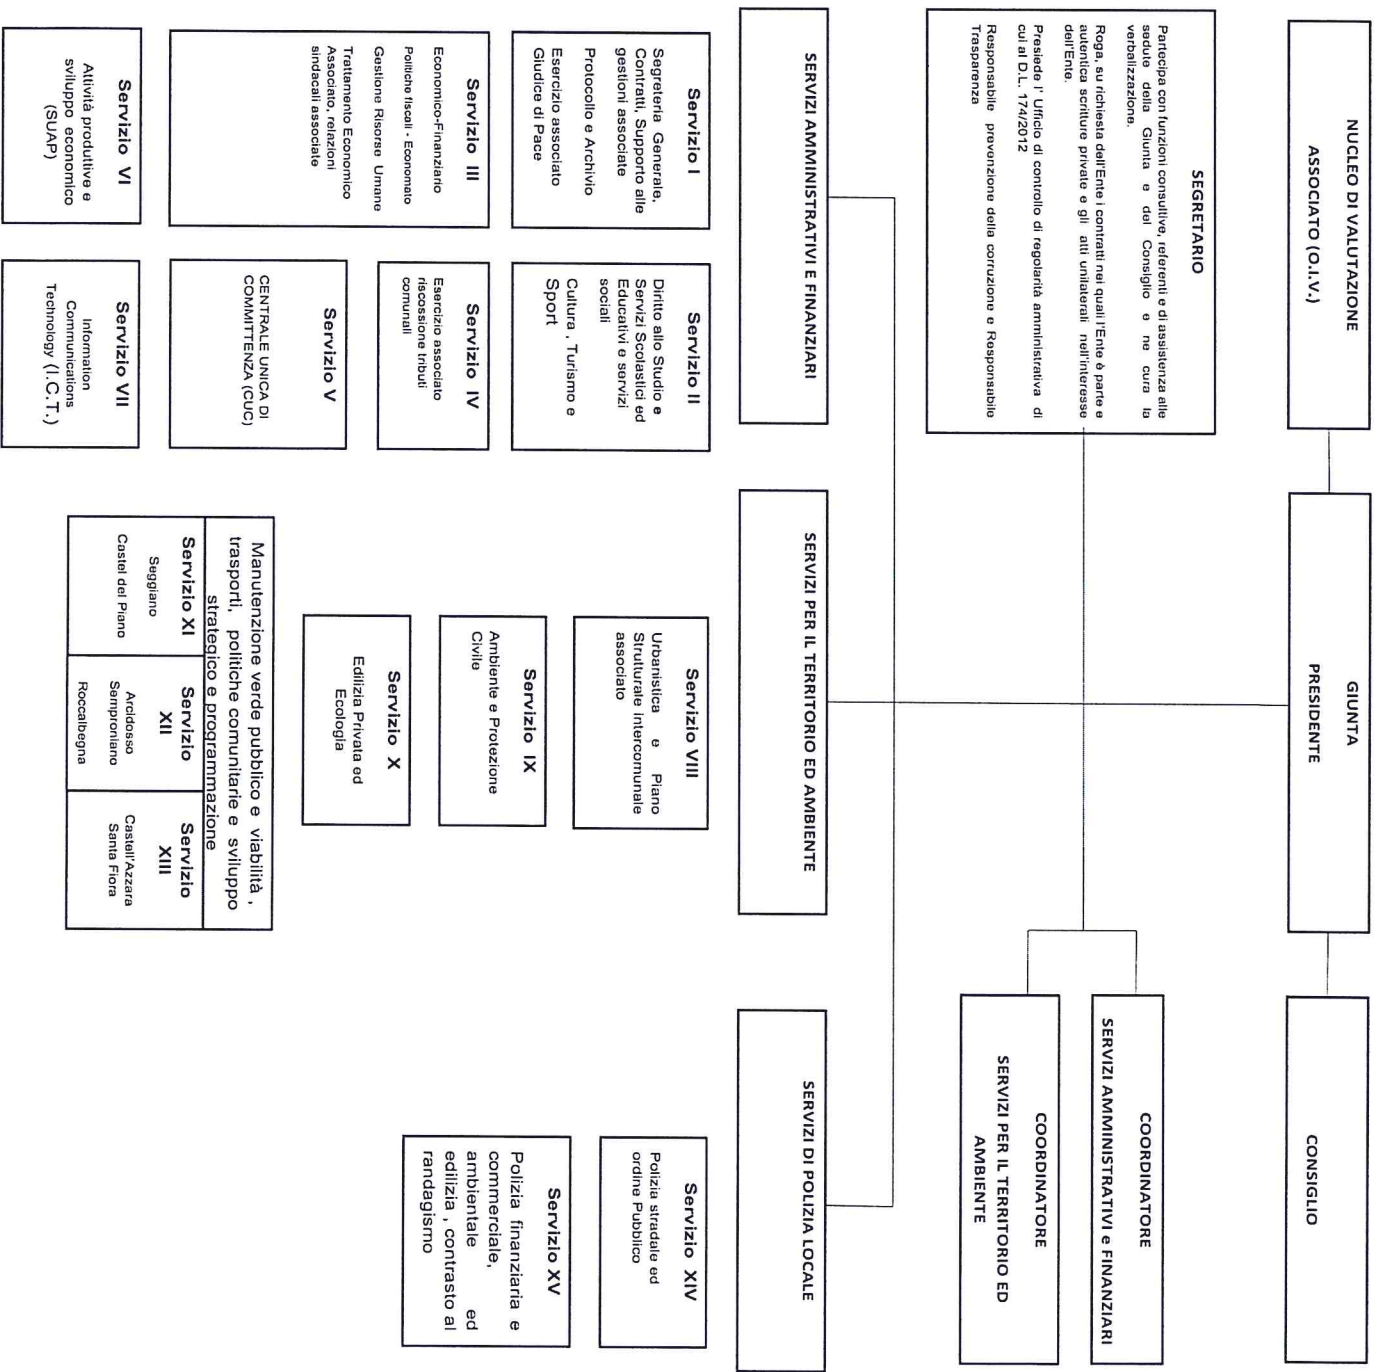 NUCLEO DI VALUTAZIONE
ASSOCIATO (O.I.V.)
GIUNTA
PRESIDENTE
CONSIGLIO
SEGRETARIO
Partecipa con funzioni consultive, referenti e di assistenza alle
sedute della Giunta e del Consiglio e ne cura la
verbalizzazione.
Roga, su richiesta dell'Ente i contratti nei quali l'Ente è parte e
autentica scritture private e gli atti unilaterali nell'interesse
dell'Ente.
Presiede l' Ufficio di controllo di regolarità amministrativa di
cui al D.L. 174/2012
Responsabile prevenzione della corruzione e Responsabile
Trasparenza
COORDINATORE
SERVIZI AMMINISTRATIVI e FINANZIARI
COORDINATORE
SERVIZI PER IL TERRITORIO ED
AMBIENTE
SERVIZI AMMINISTRATIVI E FINANZIARI
SERVIZI PER IL TERRITORIO ED AMBIENTE
SERVIZI DI POLIZIA LOCALE
Servizio I
Segreteria Generale,
Contratti, Supporto alle
gestioni associate
Protocollo e Archivio
Esercizio associato
Giudice di Pace
Servizio II
Diritto allo Studio e
Servizi Scolastici ed
Educativi e servizi
sociali
Cultura , Turismo e
Sport
Servizio III
Economico-Finanziario
Politiche fiscali - Economato
Gestione Risorse Umane
Trattamento Economico
Associato, relazioni
sindacali associate
Servizio IV
Esercizio associato
riscossione tributi
comunali
Servizio V
CENTRALE UNICA DI
COMMITTENZA (CUC)
Servizio VI
Attività produttive e
sviluppo economico
(SUAP)
Servizio VII
Information
Communications
Technology (I.C.T.)
Servizio VIII
Urbanistica e Piano
Strutturale intercomunale
associato
Servizio IX
Ambiente e Protezione
Civile
Servizio X
Edilizia Privata ed
Ecologia
Manutenzione verde pubblico e viabilità ,
trasporti, politiche comunitarie e sviluppo
strategico e programmazione
Servizio XI
Seggiano
Castel del Piano
Servizio
XII
Arcidosso
Semproniano
Roccalbegna
Servizio
XIII
Castell'Azzara
Santa Fiora
Servizio XIV
Polizia stradale ed
ordine Pubblico
Servizio XV
Polizia finanziaria e
commerciale,
ambientale ed
edilizia , contrasto al
randagismo